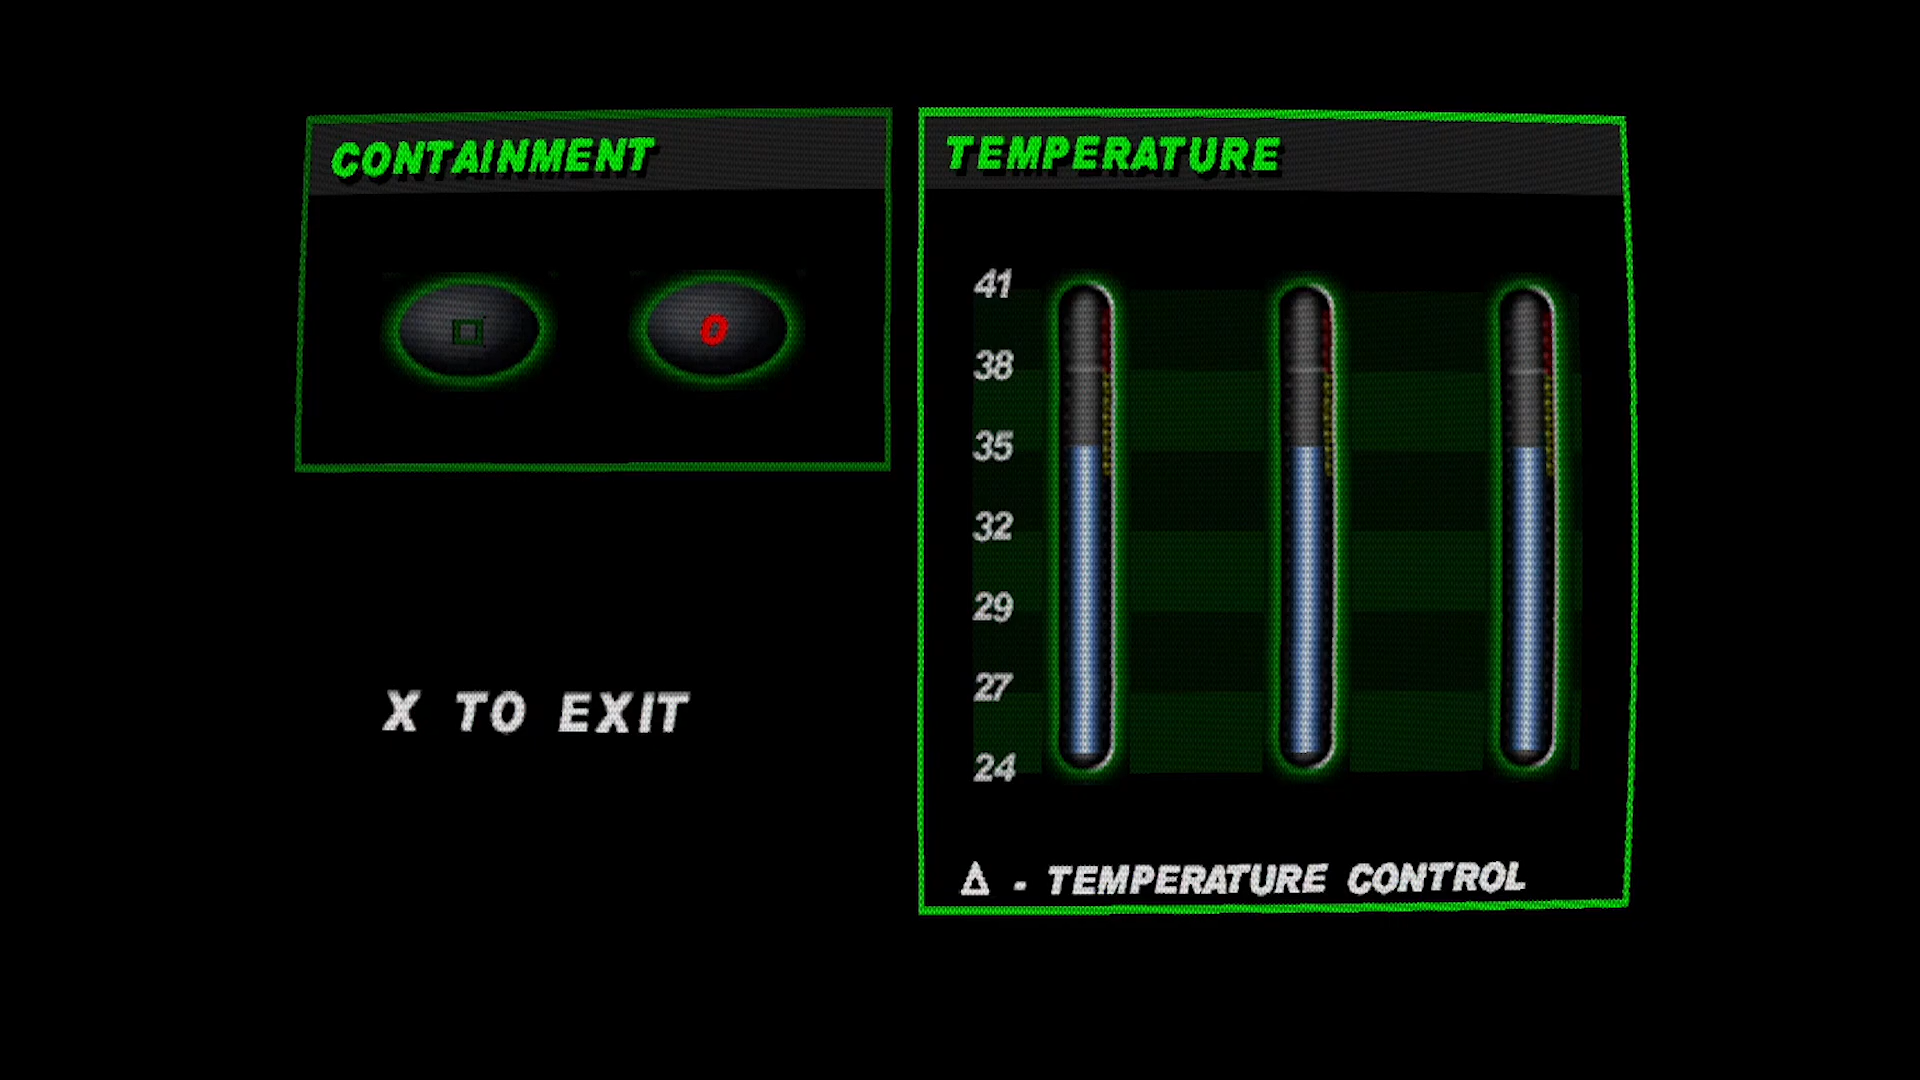 CONTAINMENT
□ O
X TO EXIT
TEMPERATURE
41
38
35
32
29
27
24
Δ - TEMPERATURE CONTROL